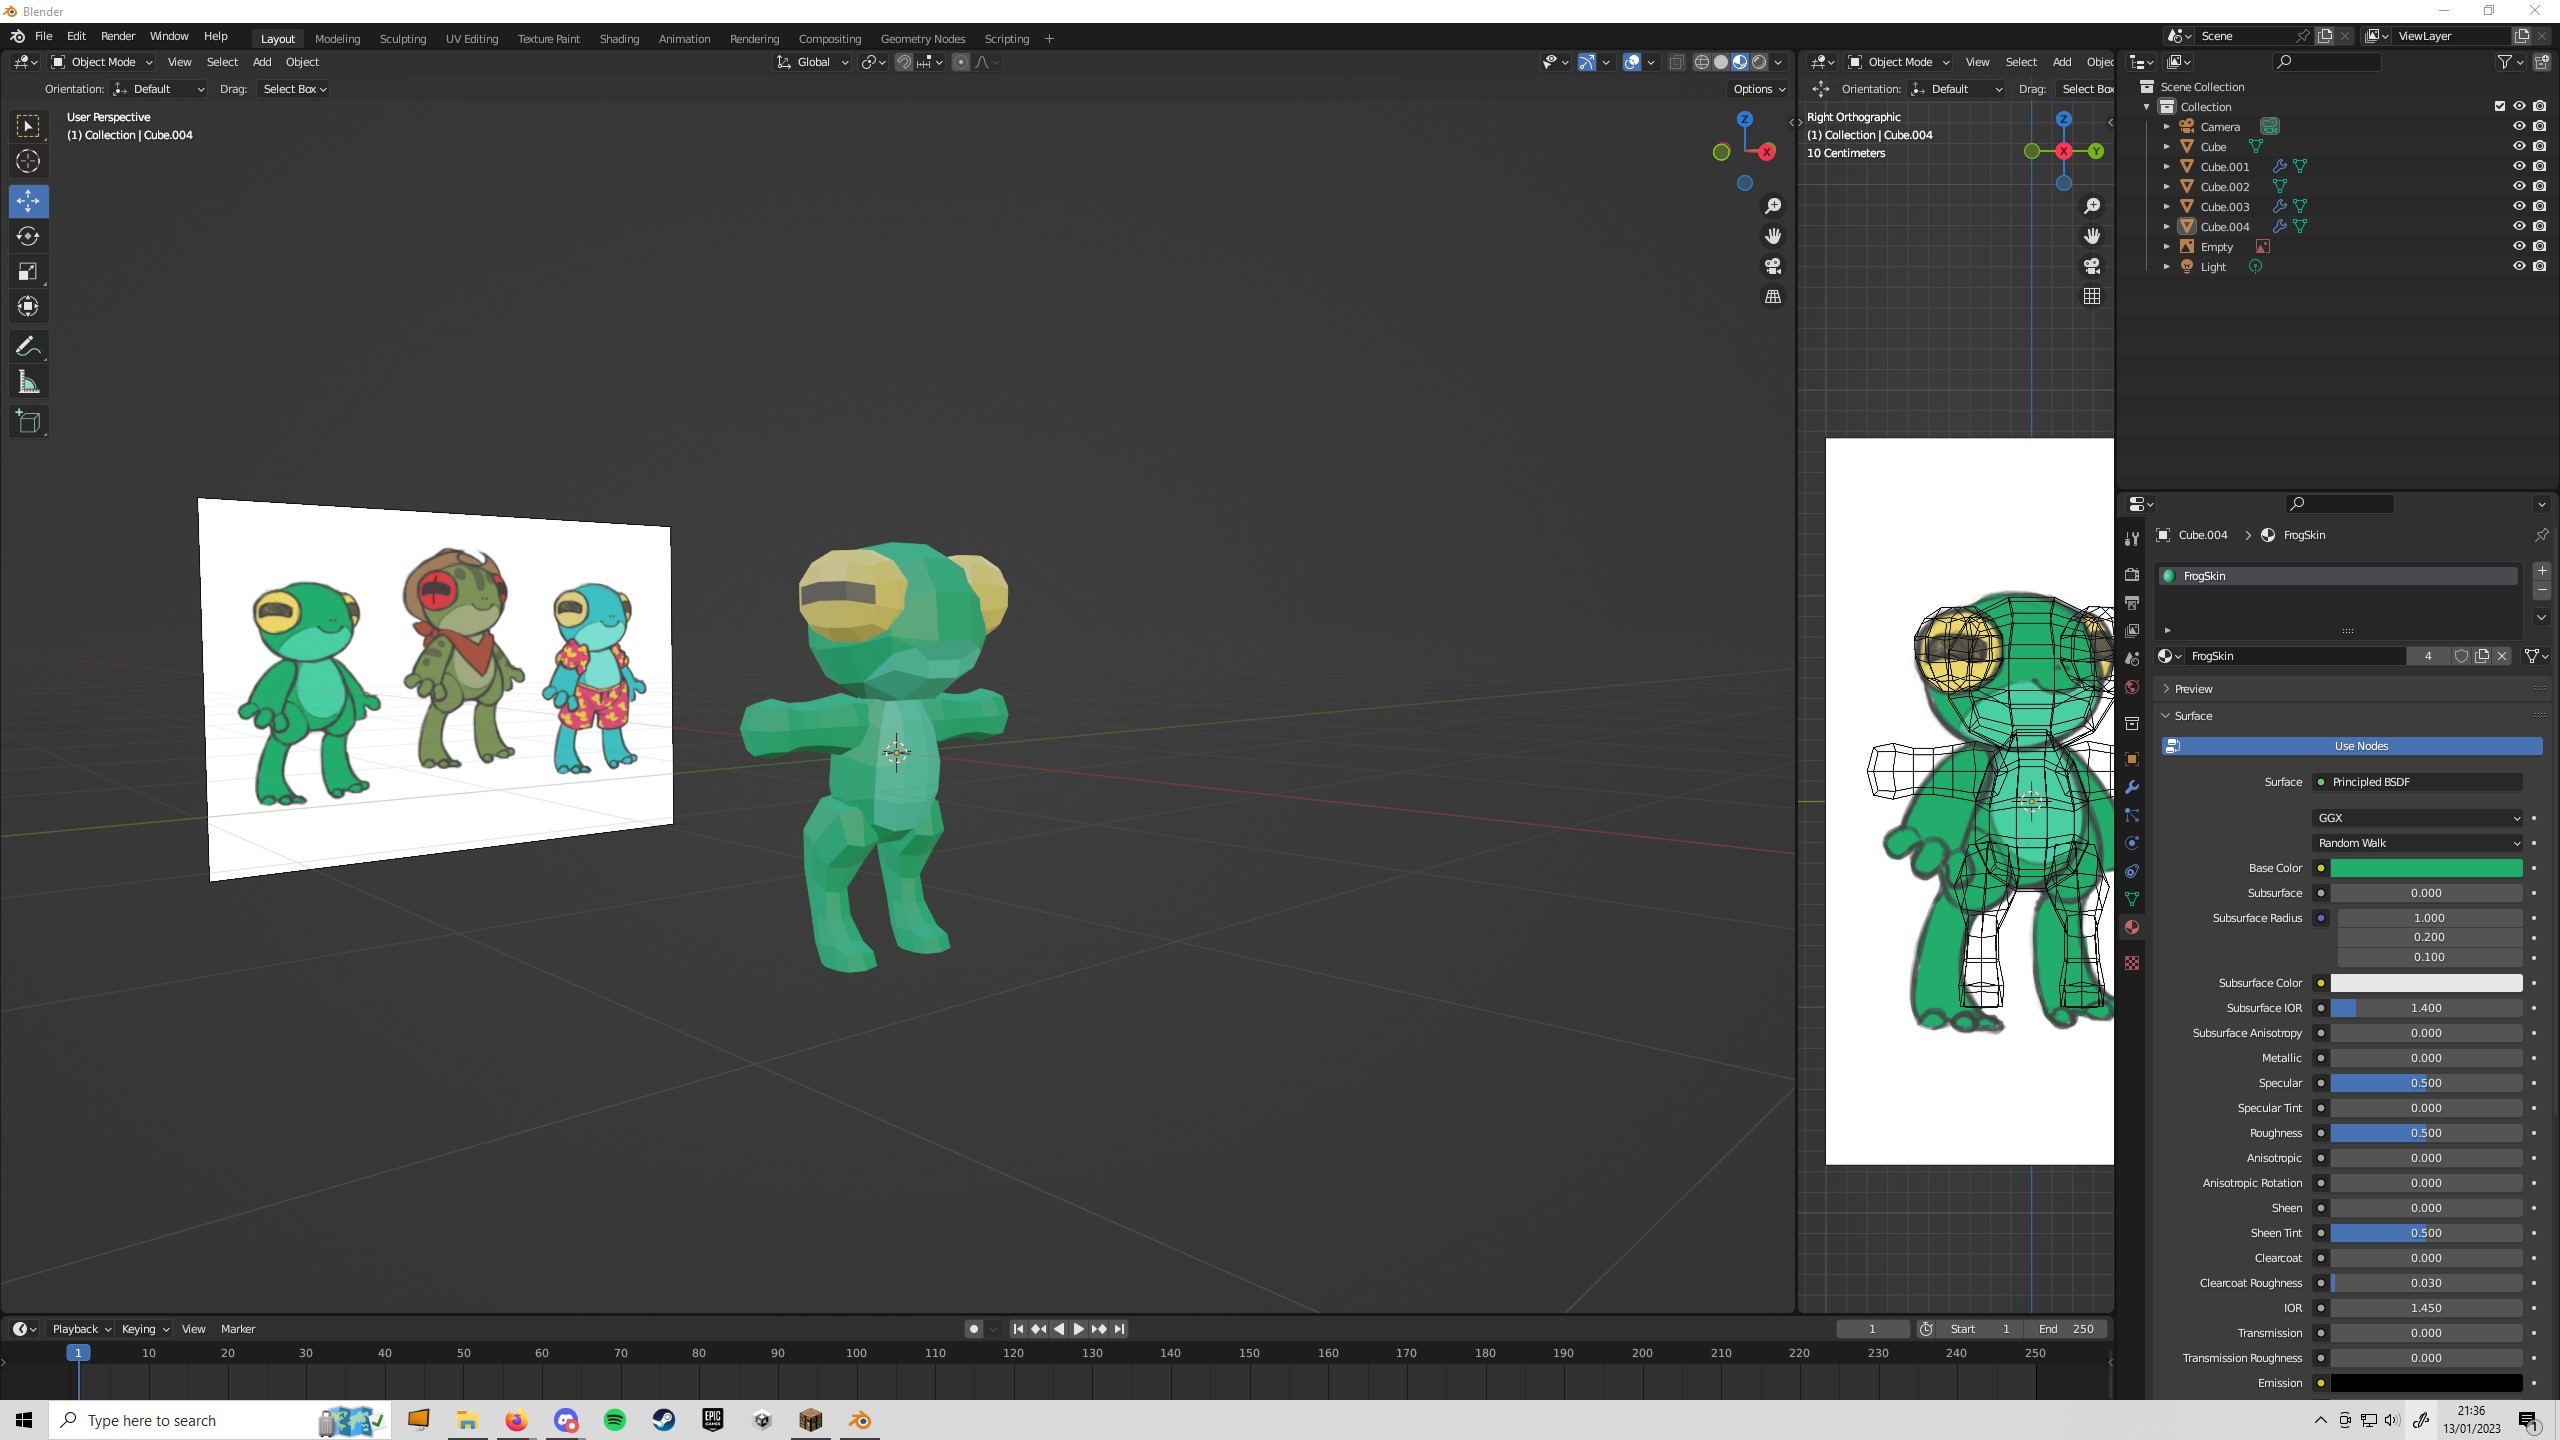 Blender
File Edit Render Window Help Layout Modeling Sculpting UV Editing Texture Paint Shading Animation Rendering Compositing Geometry Nodes Scripting + Scene ViewLayer
Object Mode View Select Add Object Global Object Mode View Select Add Objec
Orientation: Default Drag: Select Box Options Orientation: Default Drag: Select Box
User Perspective
(1) Collection | Cube.004
Z
X
Right Orthographic
(1) Collection | Cube.004
10 Centimeters
Z
X Y
Scene Collection
Collection
Camera
Cube
Cube.001
Cube.002
Cube.003
Cube.004
Empty
Light
Cube.004 > FrogSkin
FrogSkin
FrogSkin 4
Preview
Surface
Use Nodes
Surface Principled BSDF
GGX
Random Walk
Base Color
Subsurface 0.000
Subsurface Radius 1.000
0.200
0.100
Subsurface Color
Subsurface IOR 1.400
Subsurface Anisotropy 0.000
Metallic 0.000
Specular 0.500
Specular Tint 0.000
Roughness 0.500
Anisotropic 0.000
Anisotropic Rotation 0.000
Sheen 0.000
Sheen Tint 0.500
Clearcoat 0.000
Clearcoat Roughness 0.030
IOR 1.450
Transmission 0.000
Transmission Roughness 0.000
Emission
Playback Keying View Marker 1 Start 1 End 250
1 10 20 30 40 50 60 70 80 90 100 110 120 130 140 150 160 170 180 190 200 210 220 230 240 250
Type here to search
EPIC
GAMES
21:36
13/01/2023
1